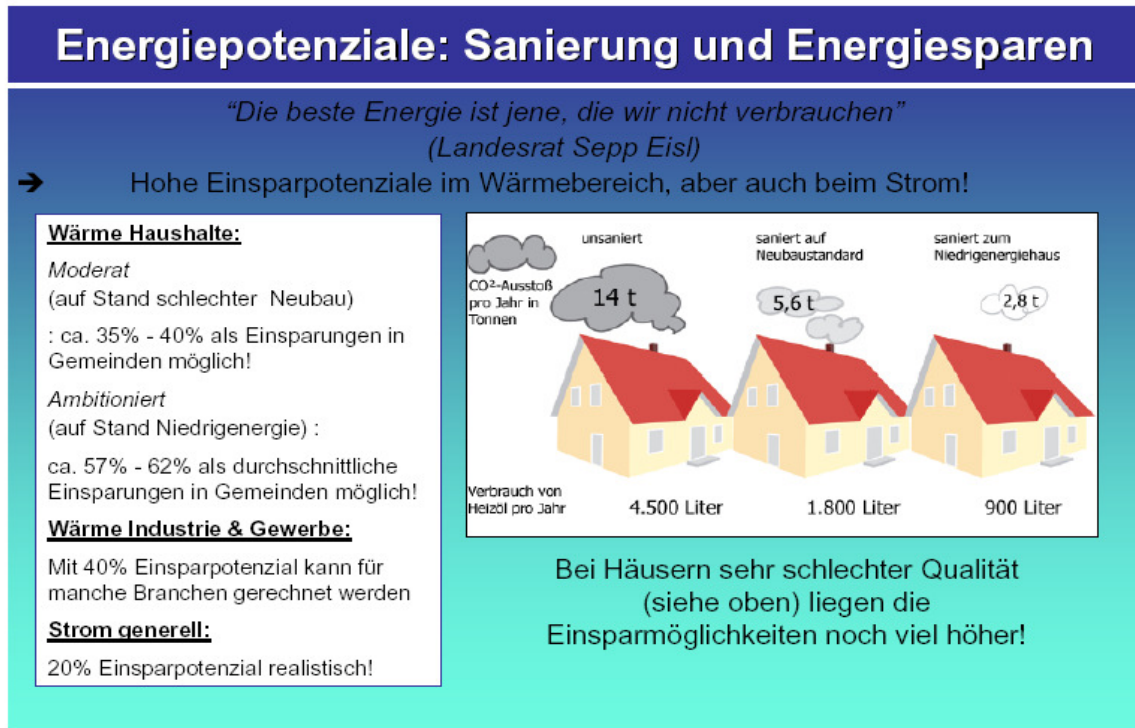 Energiepotenziale: Sanierung und Energiesparen
“Die beste Energie ist jene, die wir nicht verbrauchen”
(Landesrat Sepp Eisl)
➔ Hohe Einsparpotenziale im Wärmebereich, aber auch beim Strom!
Wärme Haushalte:
Moderat
(auf Stand schlechter Neubau)
: ca. 35% - 40% als Einsparungen in
Gemeinden möglich!
Ambitioniert
(auf Stand Niedrigenergie) :
ca. 57% - 62% als durchschnittliche
Einsparungen in Gemeinden möglich!
Wärme Industrie & Gewerbe:
Mit 40% Einsparpotenzial kann für
manche Branchen gerechnet werden
Strom generell:
20% Einsparpotenzial realistisch!
unsaniert
saniert auf
Neubaustandard
saniert zum
Niedrigenergiehaus
CO²-Ausstoß
pro Jahr in
Tonnen
14 t
5,6 t
2,8 t
Verbrauch von
Heizöl pro Jahr
4.500 Liter
1.800 Liter
900 Liter
Bei Häusern sehr schlechter Qualität
(siehe oben) liegen die
Einsparmöglichkeiten noch viel höher!